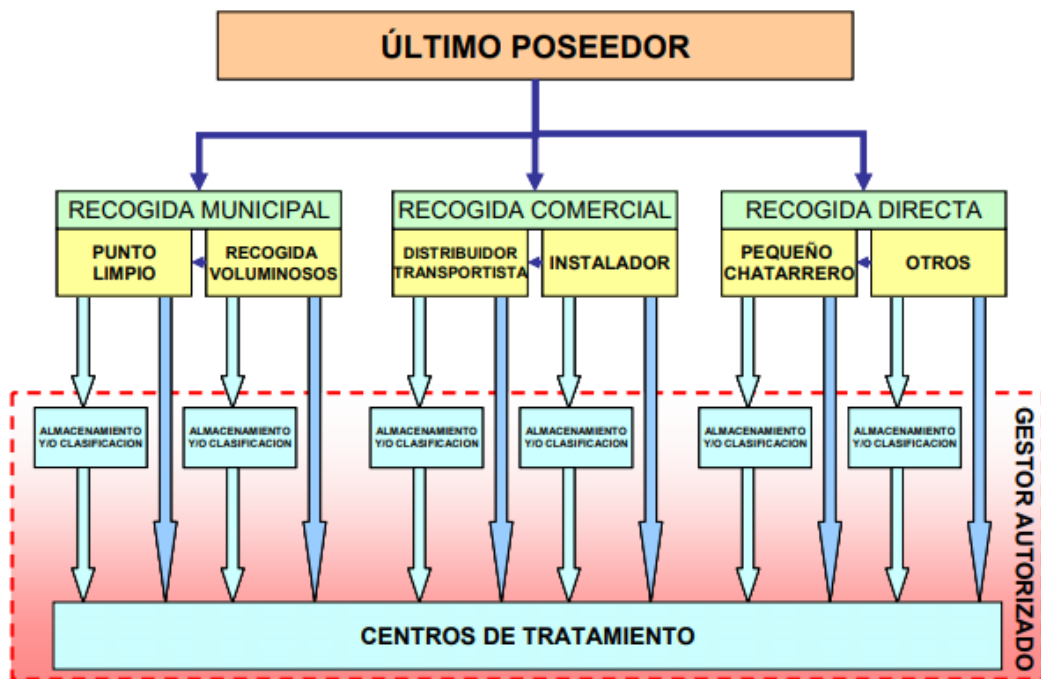 ÚLTIMO POSEEDOR
RECOGIDA MUNICIPAL
RECOGIDA COMERCIAL
RECOGIDA DIRECTA
PUNTO
LIMPIO
RECOGIDA
VOLUMINOSOS
DISTRIBUIDOR
TRANSPORTISTA
INSTALADOR
PEQUEÑO
CHATARRERO
OTROS
ALMACENAMIENTO
Y/O CLASIFICACION
ALMACENAMIENTO
Y/O CLASIFICACION
ALMACENAMIENTO
Y/O CLASIFICACION
ALMACENAMIENTO
Y/O CLASIFICACION
ALMACENAMIENTO
Y/O CLASIFICACION
ALMACENAMIENTO
Y/O CLASIFICACION
GESTOR AUTORIZADO
CENTROS DE TRATAMIENTO